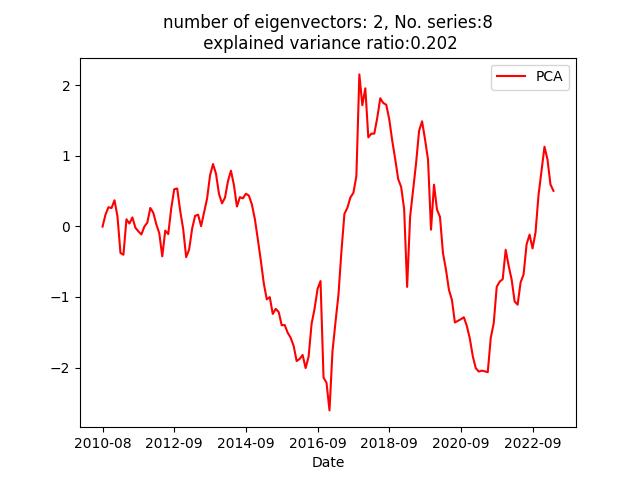 number of eigenvectors: 2, No. series:8
explained variance ratio:0.202
PCA
2
1
0
−1
−2
2010-08 2012-09 2014-09 2016-09 2018-09 2020-09 2022-09
Date